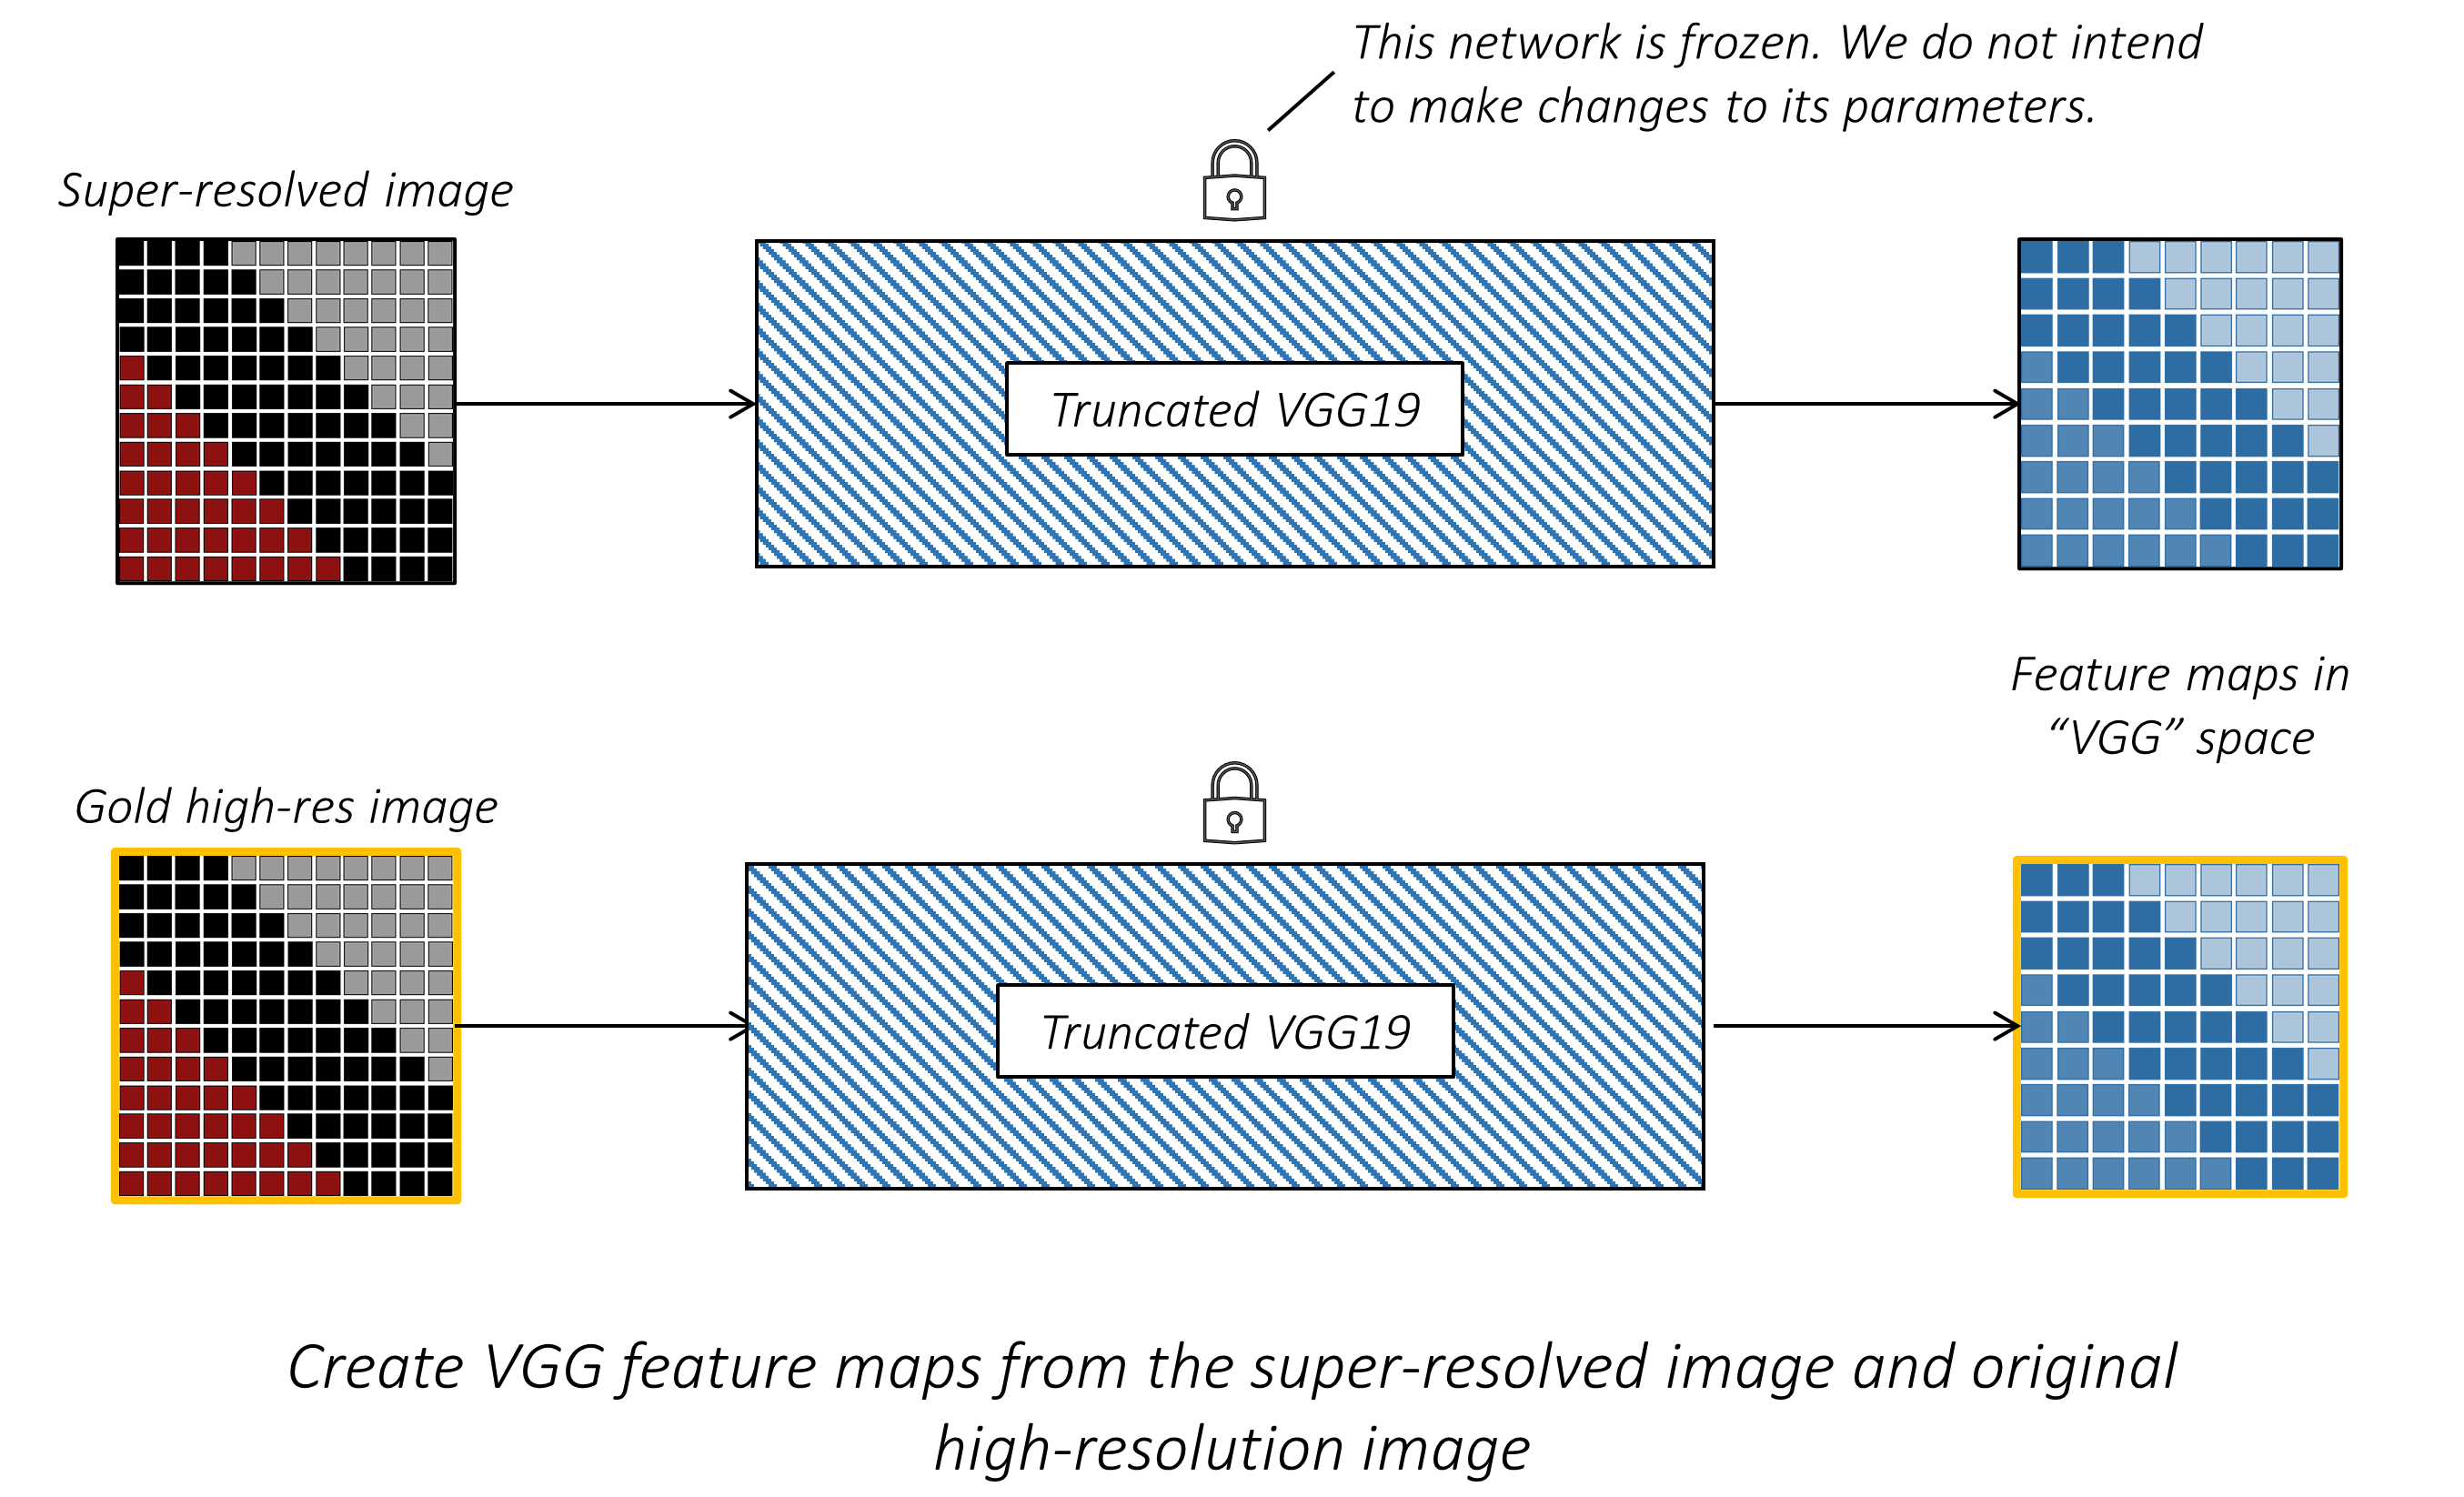 This network is frozen. We do not intend
to make changes to its parameters.
Super-resolved image
Truncated VGG19
Feature maps in
“VGG” space
Gold high-res image
Truncated VGG19
Create VGG feature maps from the super-resolved image and original
high-resolution image